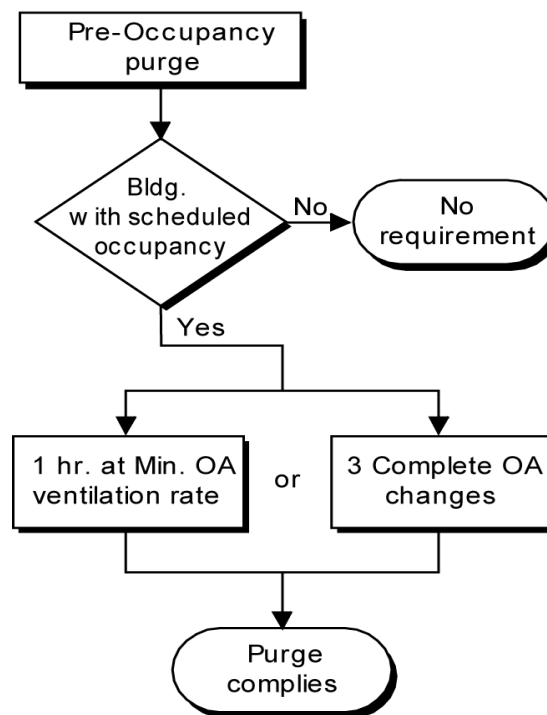 Pre-Occupancy
purge
Bldg.
w ith scheduled
occupancy
No
No
requirement
Yes
1 hr. at Min. OA
ventilation rate
or
3 Complete OA
changes
Purge
complies